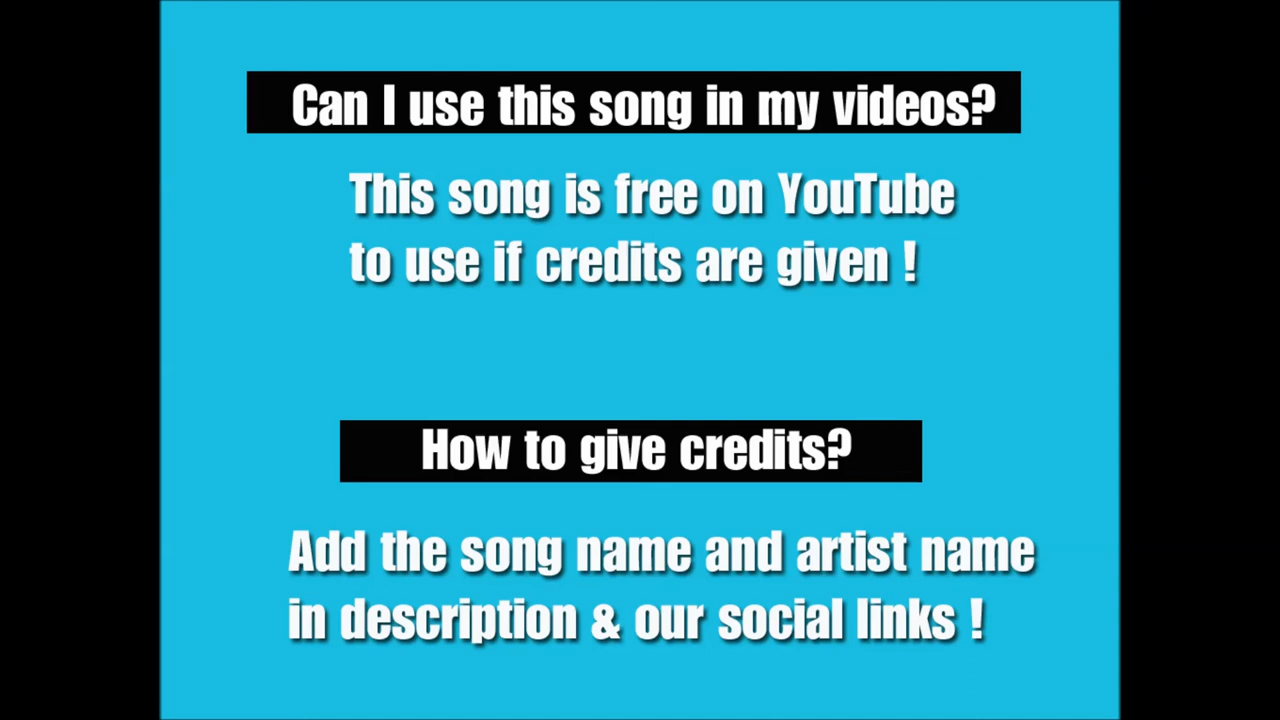 Can I use this song in my videos?
This song is free on YouTube
to use if credits are given !
How to give credits?
Add the song name and artist name
in description & our social links !